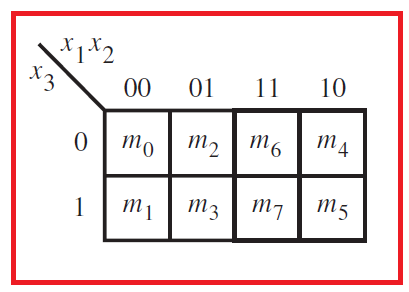 x₁x₂
x₃
00 01 11 10
0 m₀ m₂ m₆ m₄
1 m₁ m₃ m₇ m₅